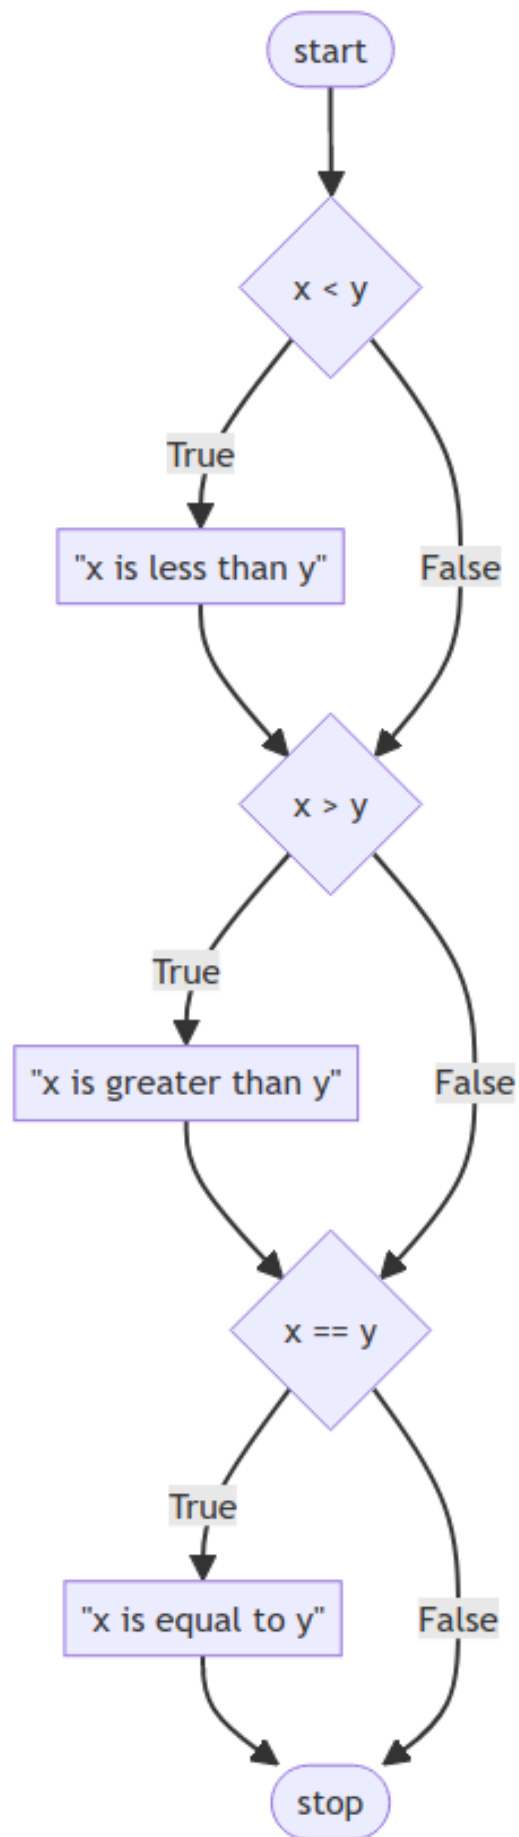 start
x < y
True
"x is less than y"
False
x > y
True
"x is greater than y"
False
x == y
True
"x is equal to y"
False
stop